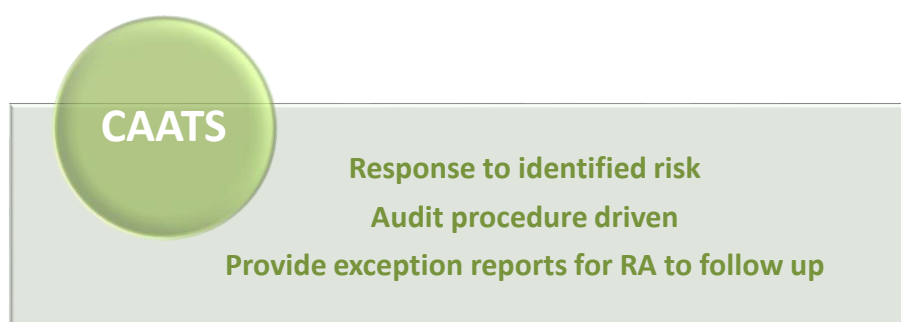 CAATS
Response to identified risk
Audit procedure driven
Provide exception reports for RA to follow up